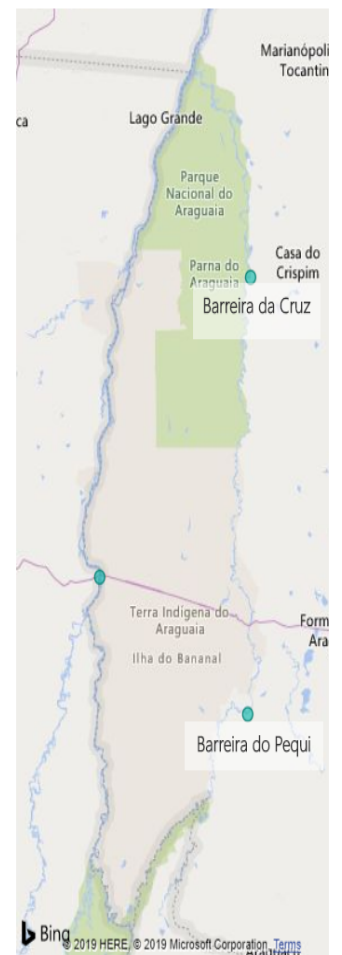 Marianópoli
Tocantin
ca
Lago Grande
Parque
Nacional do
Araguaia
Casa do
Crispim
Parna do
Araguaia
Barreira da Cruz
Terra Indígena do
Araguaia
Form
Ara
Ilha do Bananal
Barreira do Pequi
Bing
© 2019 HERE, © 2019 Microsoft Corporation Terms